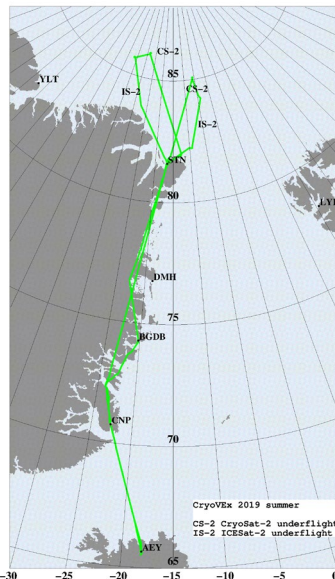 CS-2
YLT
85
CS-2
IS-2
IS-2
STN
80
LY
DMH
75
BGDB
CNP
70
CryoVEx 2019 summer
CS-2 CryoSat-2 underflight
IS-2 ICESat-2 underflight
AEY
65
-30 -25 -20 -15 -10 -5